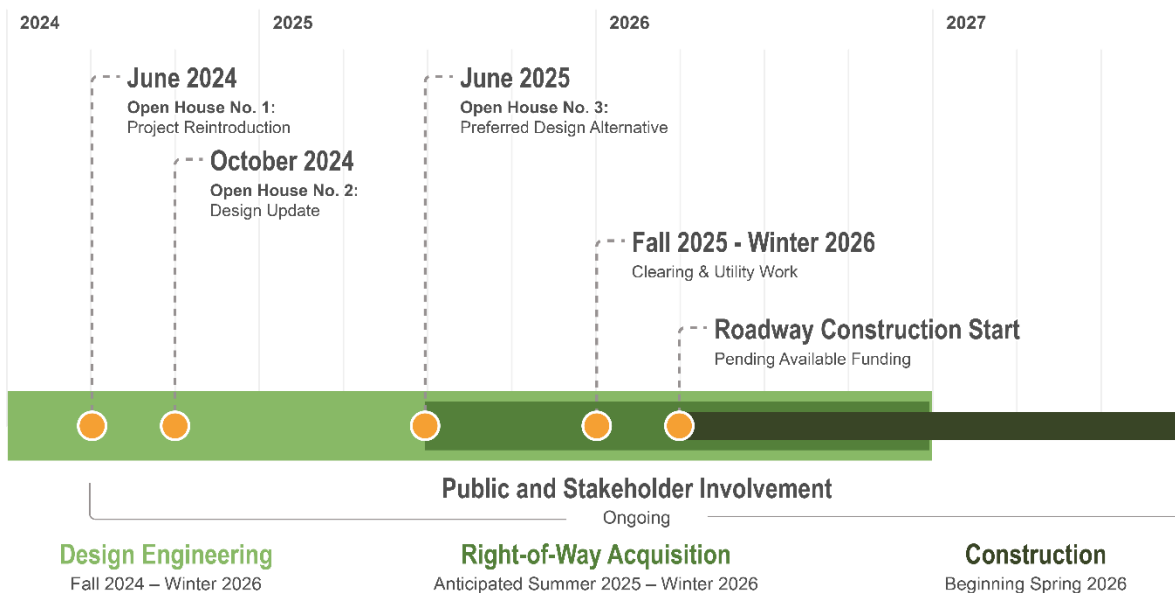 2024
2025
2026
2027
June 2024
Open House No. 1:
Project Reintroduction
October 2024
Open House No. 2:
Design Update
June 2025
Open House No. 3:
Preferred Design Alternative
Fall 2025 - Winter 2026
Clearing & Utility Work
Roadway Construction Start
Pending Available Funding
Public and Stakeholder Involvement
Ongoing
Design Engineering
Fall 2024 – Winter 2026
Right-of-Way Acquisition
Anticipated Summer 2025 – Winter 2026
Construction
Beginning Spring 2026